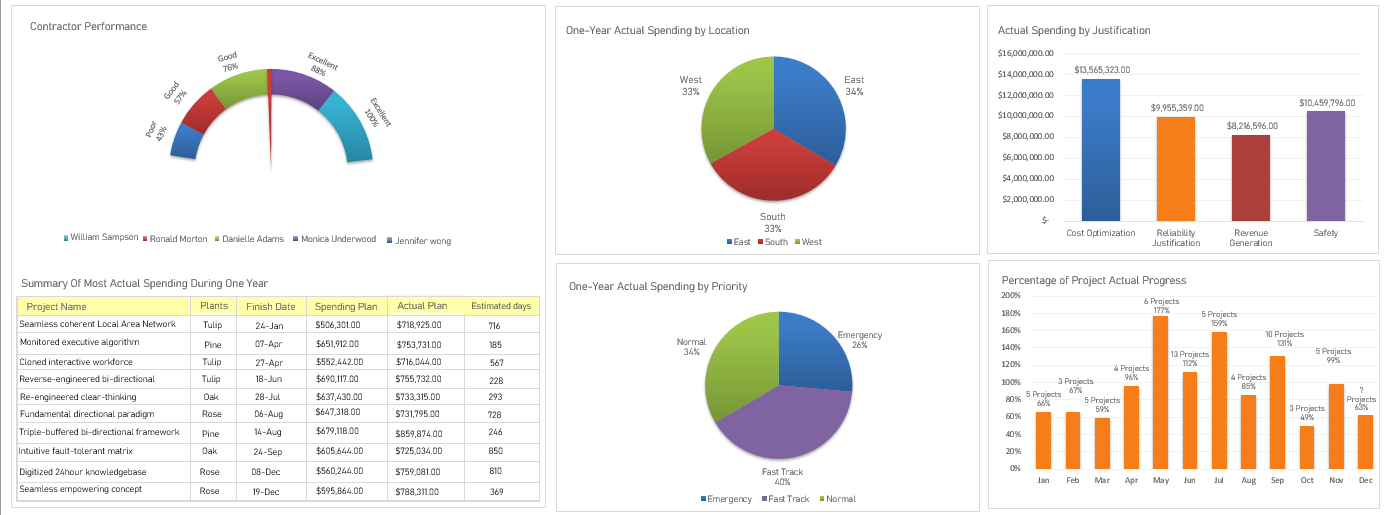 Contractor Performance
Poor
43%
Good
57%
Good
76%
Excellent
88%
Excellent
100%
William Sampson Ronald Morton Danielle Adams Monica Underwood Jennifer wong
Summary Of Most Actual Spending During One Year
Project Name Plants Finish Date Spending Plan Actual Plan Estimated days
Seamless coherent Local Area Network Tulip 24-Jan $506,301.00 $718,925.00 716
Monitored executive algorithm Pine 07-Apr $651,912.00 $753,731.00 185
Cloned interactive workforce Tulip 27-Apr $552,442.00 $716,044.00 567
Reverse-engineered bi-directional Tulip 18-Jun $690,117.00 $755,732.00 228
Re-engineered clear-thinking Oak 28-Jul $637,430.00 $733,315.00 293
Fundamental directional paradigm Rose 06-Aug $647,318.00 $731,795.00 728
Triple-buffered bi-directional framework Pine 14-Aug $679,118.00 $859,874.00 246
Intuitive fault-tolerant matrix Oak 24-Sep $605,644.00 $725,034.00 850
Digitized 24hour knowledgebase Rose 08-Dec $560,244.00 $759,081.00 810
Seamless empowering concept Rose 19-Dec $595,864.00 $788,311.00 369
One-Year Actual Spending by Location
West
33%
East
34%
South
33%
East South West
One-Year Actual Spending by Priority
Normal
34%
Emergency
26%
Fast Track
40%
Emergency Fast Track Normal
Actual Spending by Justification
$16,000,000.00
$14,000,000.00
$12,000,000.00
$10,000,000.00
$8,000,000.00
$6,000,000.00
$4,000,000.00
$2,000,000.00
$-
$13,565,323.00
$9,955,359.00
$8,216,596.00
$10,459,796.00
Cost Optimization
Reliability
Justification
Revenue
Generation
Safety
Percentage of Project Actual Progress
200%
180%
160%
140%
120%
100%
80%
60%
40%
20%
0%
5 Projects
66%
3 Projects
67%
5 Projects
59%
4 Projects
96%
6 Projects
177%
13 Projects
112%
5 Projects
159%
4 Projects
85%
10 Projects
131%
3 Projects
49%
5 Projects
99%
7
Projects
63%
Jan Feb Mar Apr May Jun Jul Aug Sep Oct Nov Dec